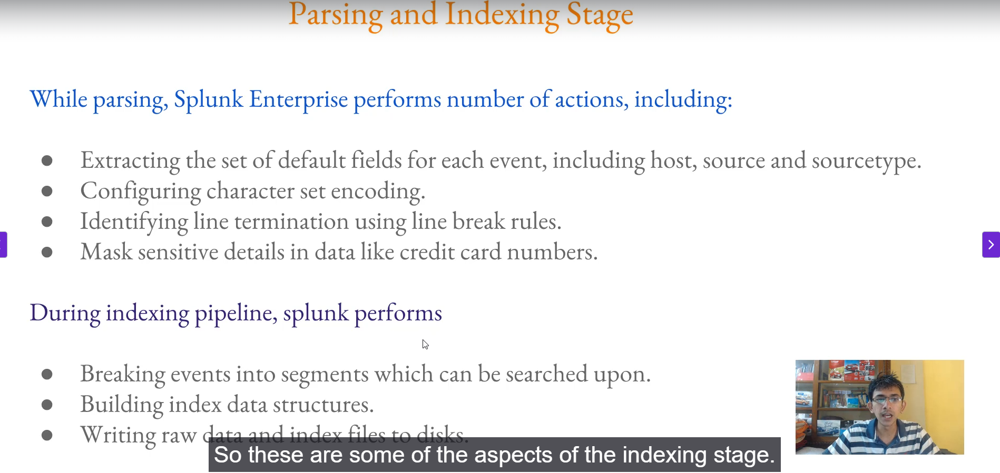 Parsing and Indexing Stage
While parsing, Splunk Enterprise performs number of actions, including:
● Extracting the set of default fields for each event, including host, source and sourcetype.
● Configuring character set encoding.
● Identifying line termination using line break rules.
● Mask sensitive details in data like credit card numbers.
During indexing pipeline, splunk performs
● Breaking events into segments which can be searched upon.
● Building index data structures.
● Writing raw data and index files to disks.
So these are some of the aspects of the indexing stage.